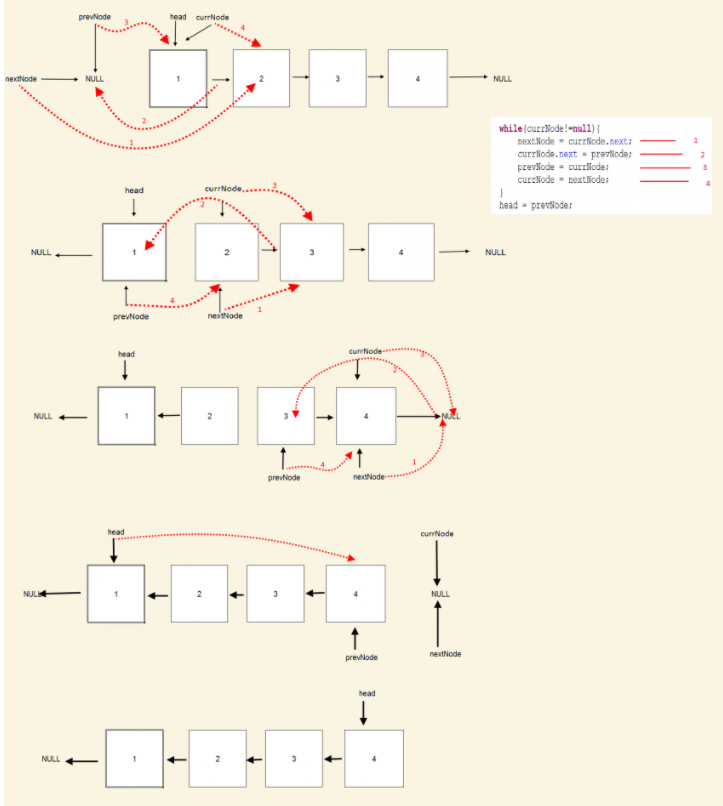 prevNode 3 head currNode 4
nextNode NULL 1 2 3 4 NULL
2
1
while(currNode!=null){
nextNode = currNode.next; 1
currNode.next = prevNode; 2
prevNode = currNode; 3
currNode = nextNode; 4
}
head = prevNode;
head currNode 3
2
NULL 1 2 3 4 NULL
4 1
prevNode nextNode
head currNode 3
2
NULL 1 2 3 4 NULL
4 1
prevNode nextNode
head currNode
NULL 1 2 3 4 NULL
prevNode nextNode
head
NULL 1 2 3 4